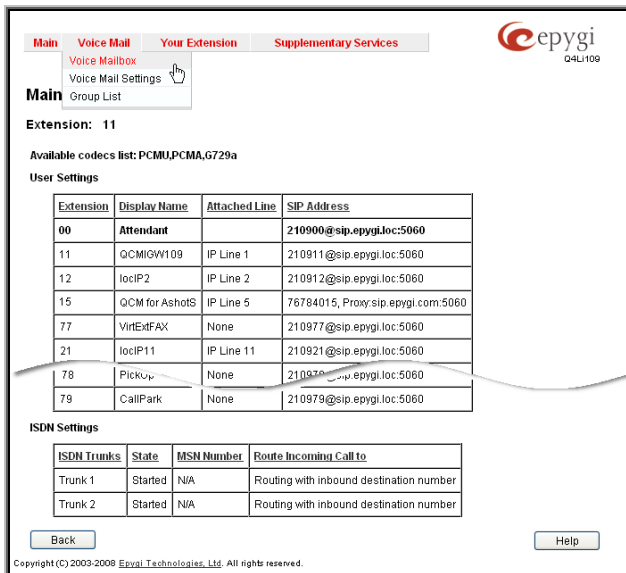 Main Voice Mail Your Extension Supplementary Services
epygi
Q4Li109
Voice Mailbox
Voice Mail Settings
Group List
Main
Extension: 11
Available codecs list: PCMU,PCMA,G729a
User Settings
Extension Display Name Attached Line SIP Address
00 Attendant 210900@sip.epygi.loc:5060
11 QCMIGW109 IP Line 1 210911@sip.epygi.loc:5060
12 locIP2 IP Line 2 210912@sip.epygi.loc:5060
15 QCM for AshotS IP Line 5 76784015, Proxy:sip.epygi.com:5060
77 VirtExtFAX None 210977@sip.epygi.loc:5060
21 locIP11 IP Line 11 210921@sip.epygi.loc:5060
78 PickUp None 210978@sip.epygi.loc:5060
79 CallPark None 210979@sip.epygi.loc:5060
ISDN Settings
ISDN Trunks State MSN Number Route Incoming Call to
Trunk 1 Started N/A Routing with inbound destination number
Trunk 2 Started N/A Routing with inbound destination number
Back Help
Copyright (C) 2003-2008 Epygi Technologies, Ltd. All rights reserved.